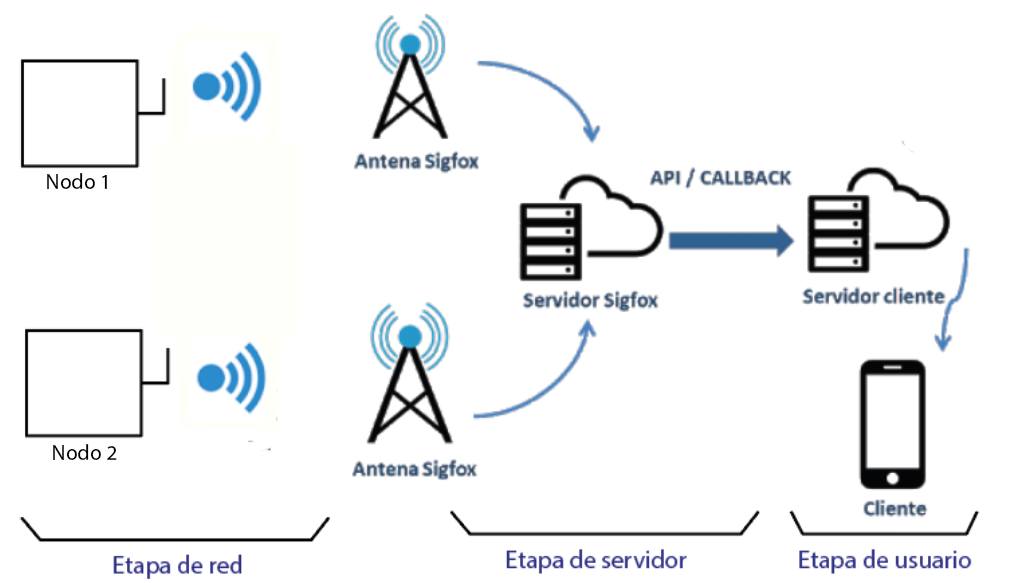 Nodo 1
Antena Sigfox
API / CALLBACK
Servidor Sigfox
Servidor cliente
Nodo 2
Antena Sigfox
Cliente
Etapa de red
Etapa de servidor
Etapa de usuario